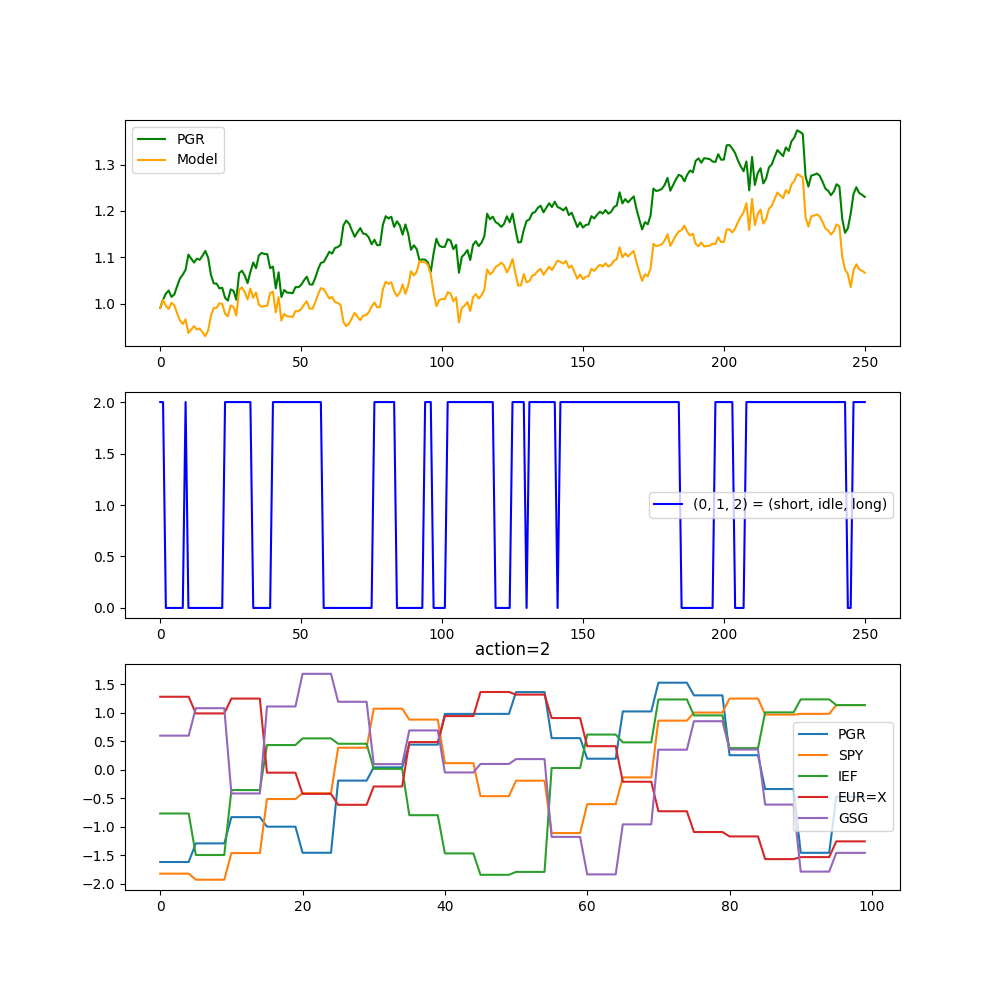 PGR
Model
1.3
1.2
1.1
1.0
0 50 100 150 200 250
2.0
1.5
1.0
0.5
0.0
(0, 1, 2) = (short, idle, long)
0 50 100 150 200 250
action=2
1.5
1.0
0.5
0.0
−0.5
−1.0
−1.5
−2.0
PGR
SPY
IEF
EUR=X
GSG
0 20 40 60 80 100